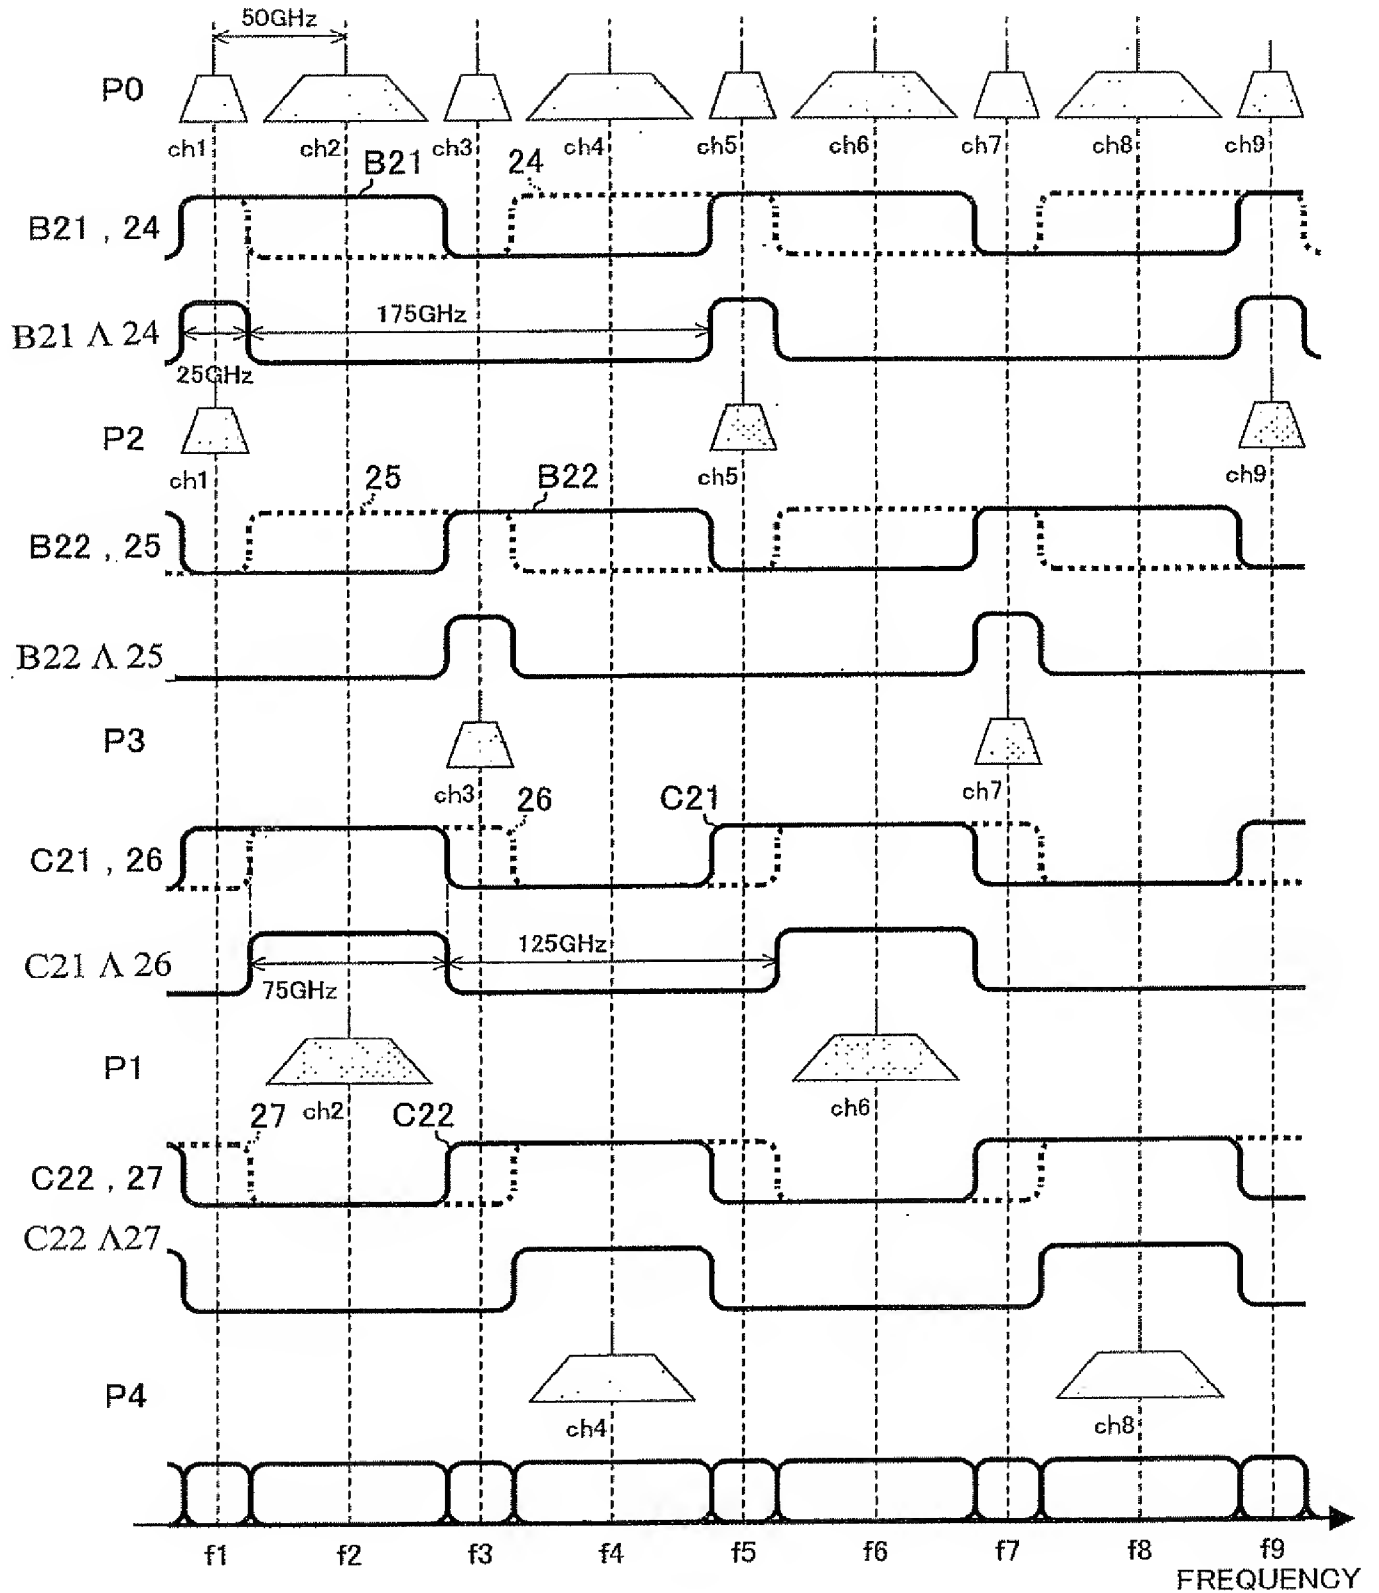 50GHz
P0
ch1 ch2 ch3 ch4 ch5 ch6 ch7 ch8 ch9
B21 24
B21 , 24
175GHz
B21 Λ 24
25GHz
P2
ch1 ch5 ch9
25 B22
B22 , 25
B22 Λ 25
P3
ch3 ch7
26 C21
C21 , 26
125GHz
C21 Λ 26
75GHz
P1
ch2 ch6
27 C22
C22 , 27
C22 Λ27
P4
ch4 ch8
f1 f2 f3 f4 f5 f6 f7 f8 f9
FREQUENCY